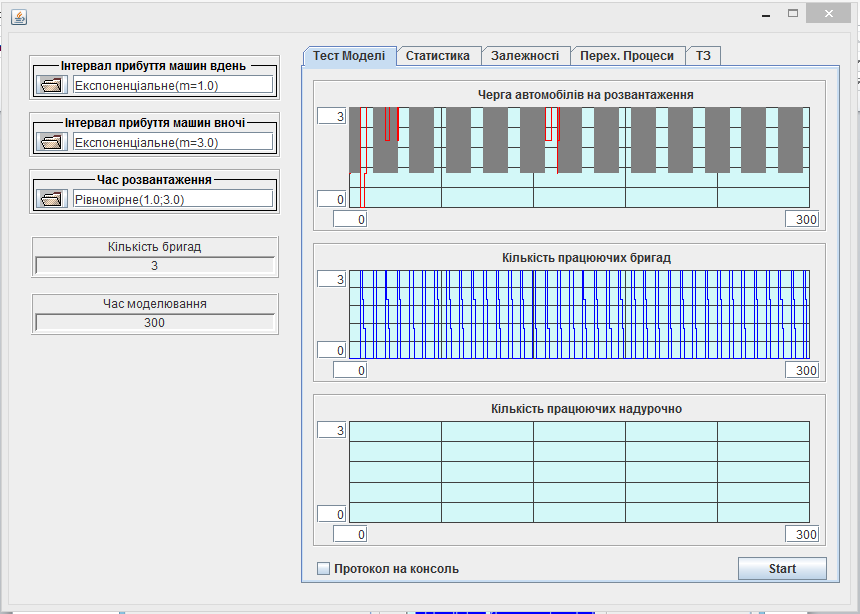 Інтервал прибуття машин вдень
Експоненціальне(m=1.0)
Інтервал прибуття машин вночі
Експоненціальне(m=3.0)
Час розвантаження
Рівномірне(1.0;3.0)
Кількість бригад
3
Час моделювання
300
Тест Моделі
Статистика
Залежності
Перех. Процеси
ТЗ
Черга автомобілів на розвантаження
3
0
0
300
Кількість працюючих бригад
3
0
0
300
Кількість працюючих надурочно
3
0
0
300
Протокол на консоль
Start